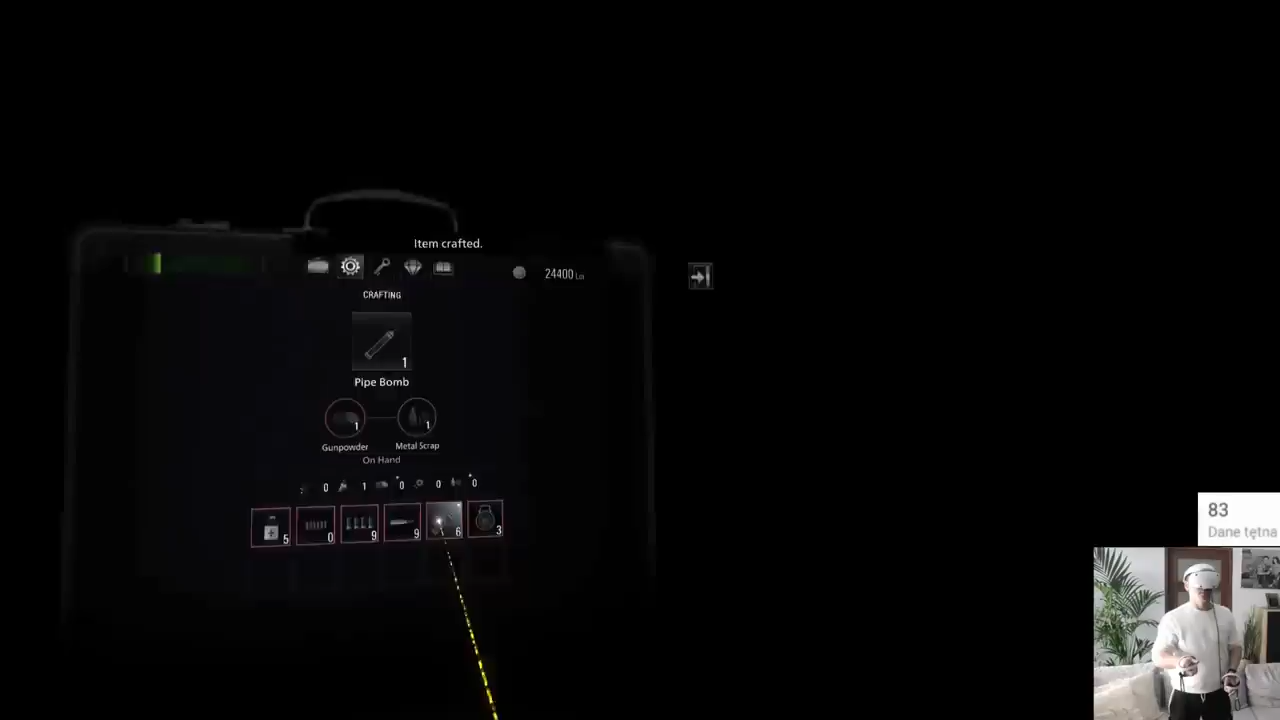 Item crafted.
24400 Lei
CRAFTING
1
Pipe Bomb
1
1
Gunpowder
Metal Scrap
On Hand
0 1 0 0 0
5 0 9 9 6 3
83
Dane tętna